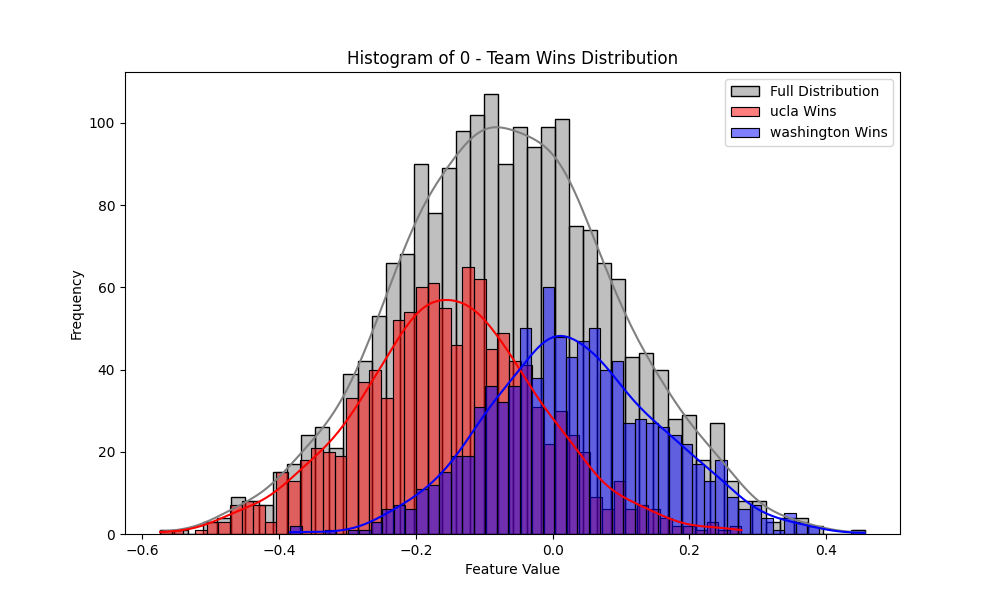 Histogram of 0 - Team Wins Distribution
Full Distribution
ucla Wins
washington Wins
Frequency
100
80
60
40
20
0
−0.6
−0.4
−0.2
0.0
0.2
0.4
Feature Value